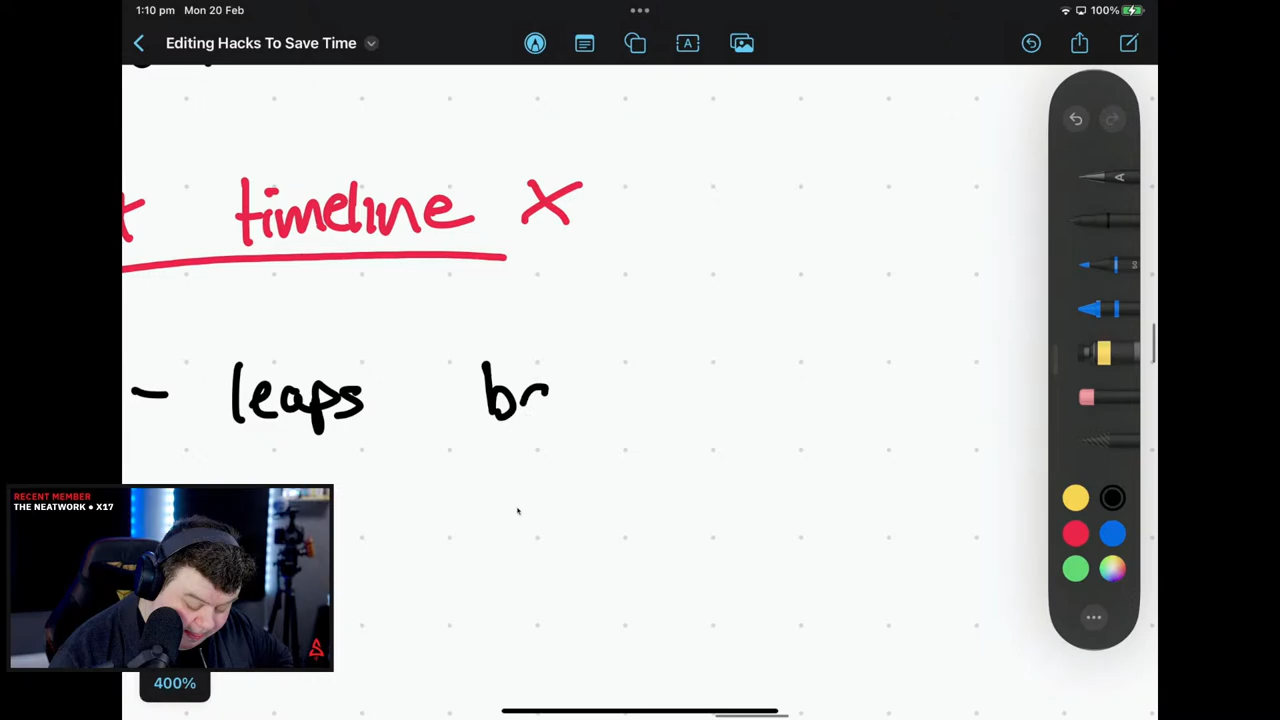 1:10 pm Mon 20 Feb
100%
Editing Hacks To Save Time
timeline X
- leaps br
RECENT MEMBER
THE NEATWORK ● X17
400%